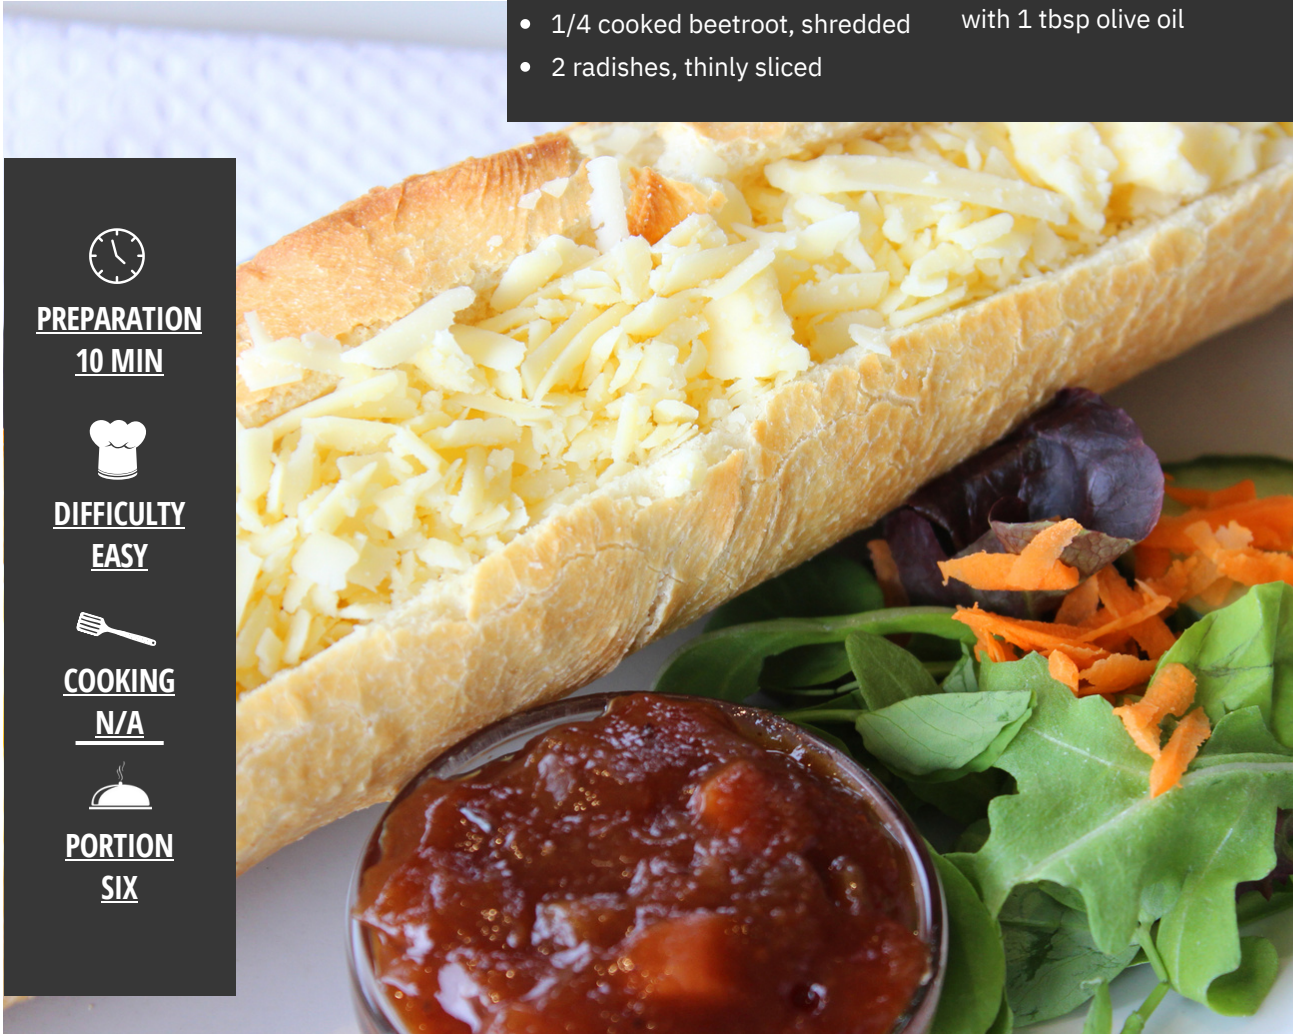 1/4 cooked beetroot, shredded
2 radishes, thinly sliced
with 1 tbsp olive oil
PREPARATION
10 MIN
DIFFICULTY
EASY
COOKING
N/A
PORTION
SIX